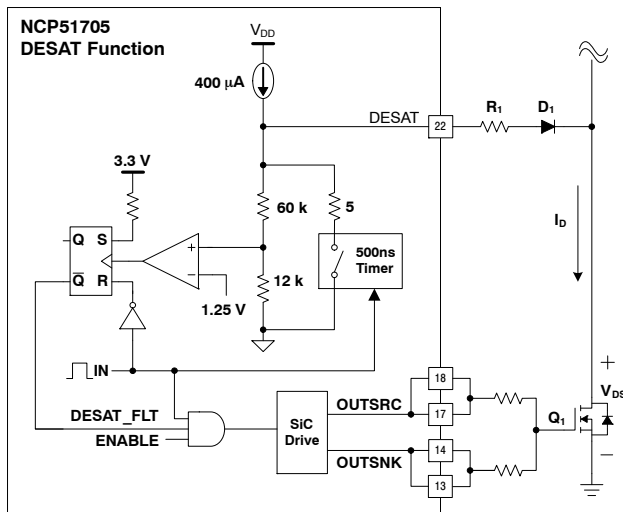 NCP51705
DESAT Function
VDD
400 µA
DESAT
22
R1
D1
3.3 V
60 k
5
ID
Q
S
+
−
500ns
Timer
Q
R
12 k
1.25 V
IN
+
18
VDS
OUTSRC
17
Q1
DESAT_FLT
SiC
Drive
ENABLE
14
−
OUTSNK
13